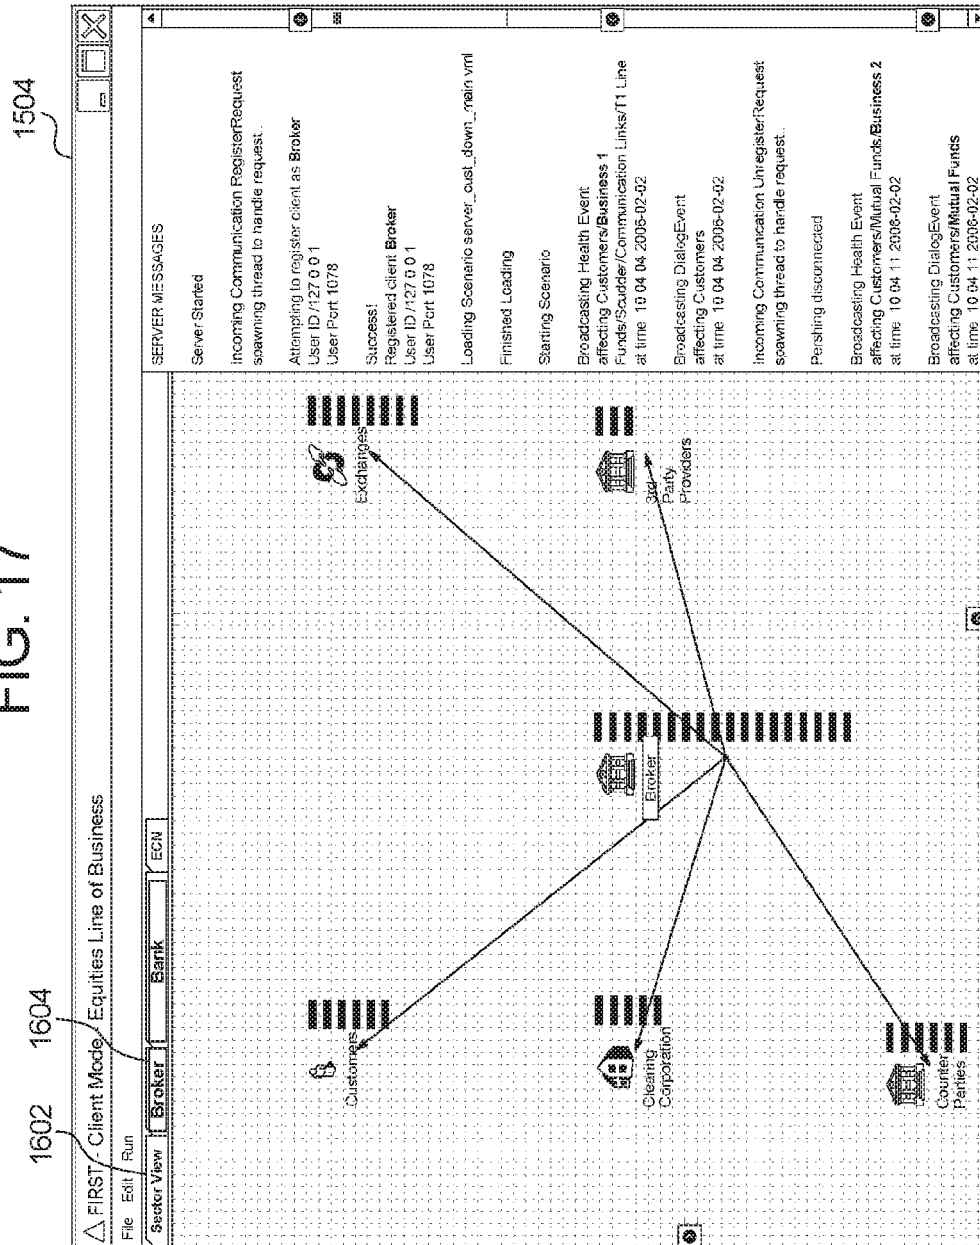 FIG. 17
1504
1602
1604
FIRST - Client Mode, Equities Line of Business
File Edit Run
Sector View
Broker
Bank
ECN
Customers
Exchanges
Clearing
Corporation
Broker
3rd
Party
Providers
Counter
Parties
SERVER MESSAGES
Server Started
Incoming Communication RegisterRequest
spawning thread to handle request..
Attempting to register client as Broker
User ID /127 0 0 1
User Port 1078
Success!
Registered client Broker
User ID /127 0 0 1
User Port 1078
Loading Scenario server_cust_down_main vml
Finished Loading
Starting Scenario
Broadcasting Health Event
affecting Customers/Business 1
Funds/Scudder/Communication Links/T1 Line
at time 10 04 04 2006-02-02
Broadcasting DialogEvent
affecting Customers
at time 10 04 04 2006-02-02
Incoming Communication UnregisterRequest
spawning thread to handle request..
Pershing disconnected
Broadcasting Health Event
affecting Customers/Mutual Funds/Business 2
at time 10 04 11 2006-02-02
Broadcasting DialogEvent
affecting Customers/Mutual Funds
at time 10 04 11 2006-02-02